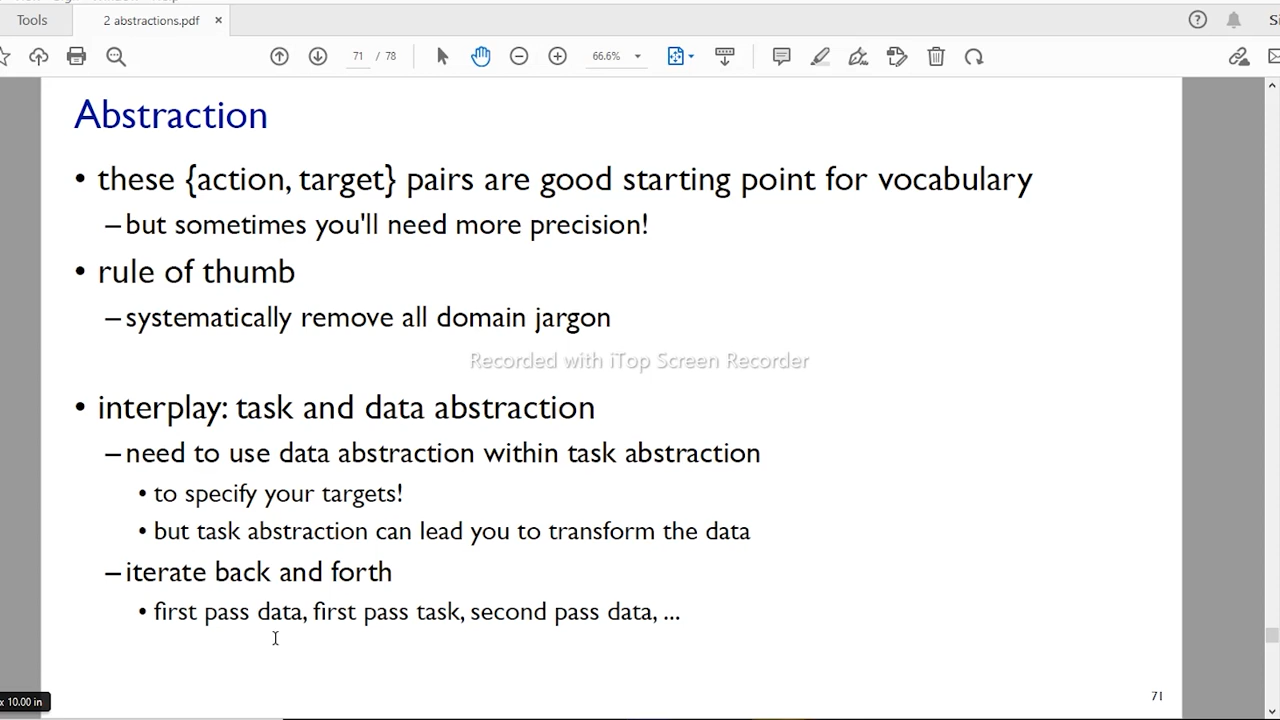 Tools
2 abstractions.pdf ×
71 / 78
66.6%
Abstraction
• these {action, target} pairs are good starting point for vocabulary
– but sometimes you'll need more precision!
• rule of thumb
– systematically remove all domain jargon
Recorded with iTop Screen Recorder
• interplay: task and data abstraction
– need to use data abstraction within task abstraction
• to specify your targets!
• but task abstraction can lead you to transform the data
– iterate back and forth
• first pass data, first pass task, second pass data, ...
x 10.00 in
71